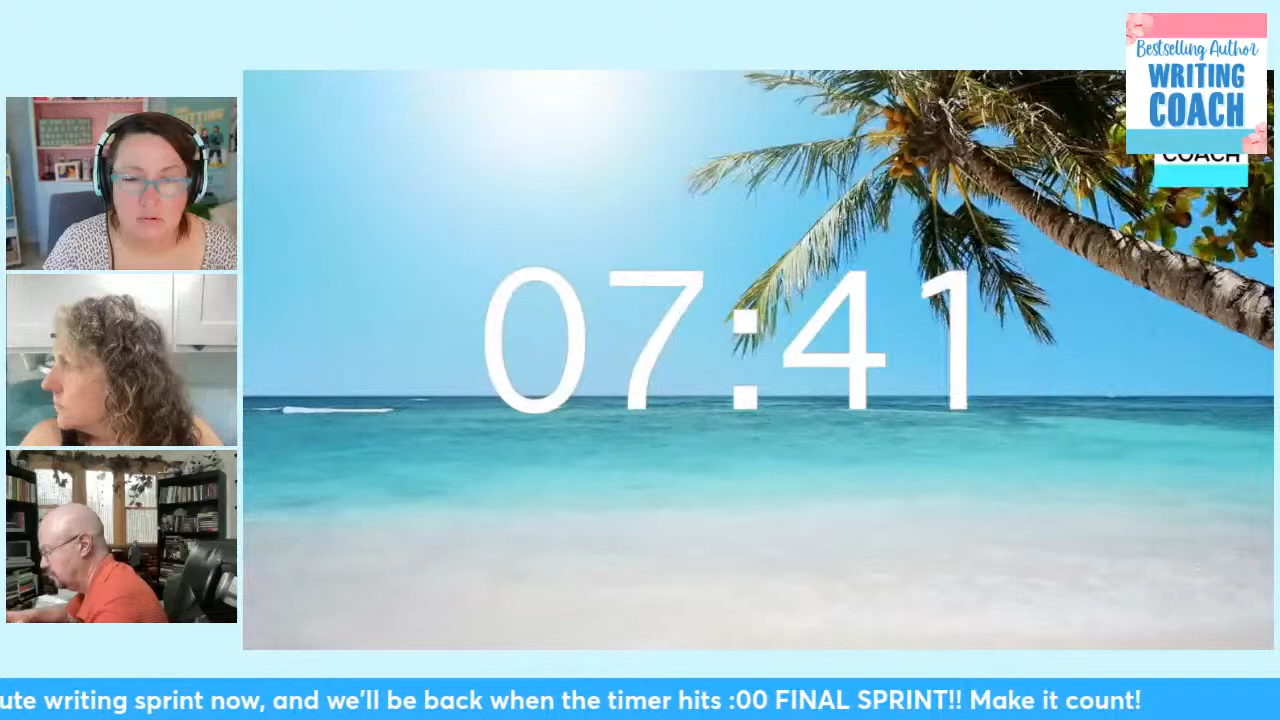 Bestselling Author
WRITING
COACH
COACH
07:41
ute writing sprint now, and we'll be back when the timer hits :00 FINAL SPRINT!! Make it count!